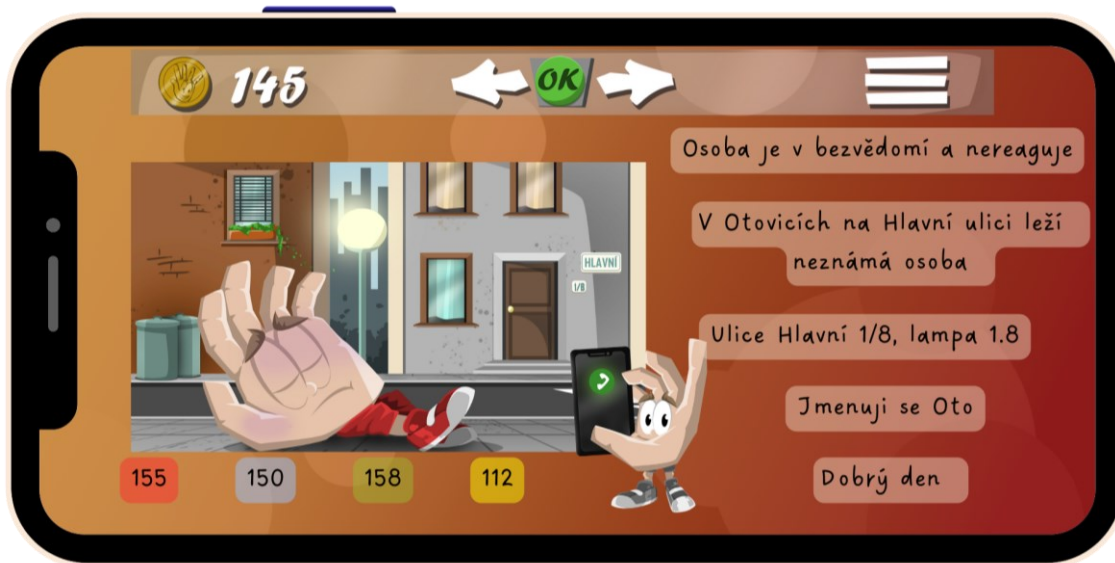 145
OK
Osoba je v bezvědomí a nereaguje
V Otovicích na Hlavní ulici leží
neznámá osoba
HLAVNÍ
1/8
Ulice Hlavní 1/8, lampa 1.8
Jmenuji se Oto
Dobrý den
155
150
158
112